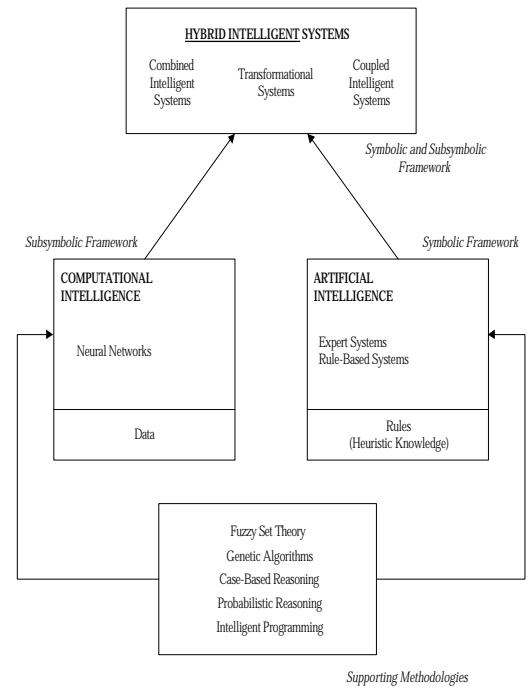 HYBRID INTELLIGENT SYSTEMS
Combined
Intelligent
Systems
Transformational
Systems
Coupled
Intelligent
Systems
Symbolic and Subsymbolic
Framework
Subsymbolic Framework
Symbolic Framework
COMPUTATIONAL
INTELLIGENCE
Neural Networks
Data
ARTIFICIAL
INTELLIGENCE
Expert Systems
Rule-Based Systems
Rules
(Heuristic Knowledge)
Fuzzy Set Theory
Genetic Algorithms
Case-Based Reasoning
Probabilistic Reasoning
Intelligent Programming
Supporting Methodologies